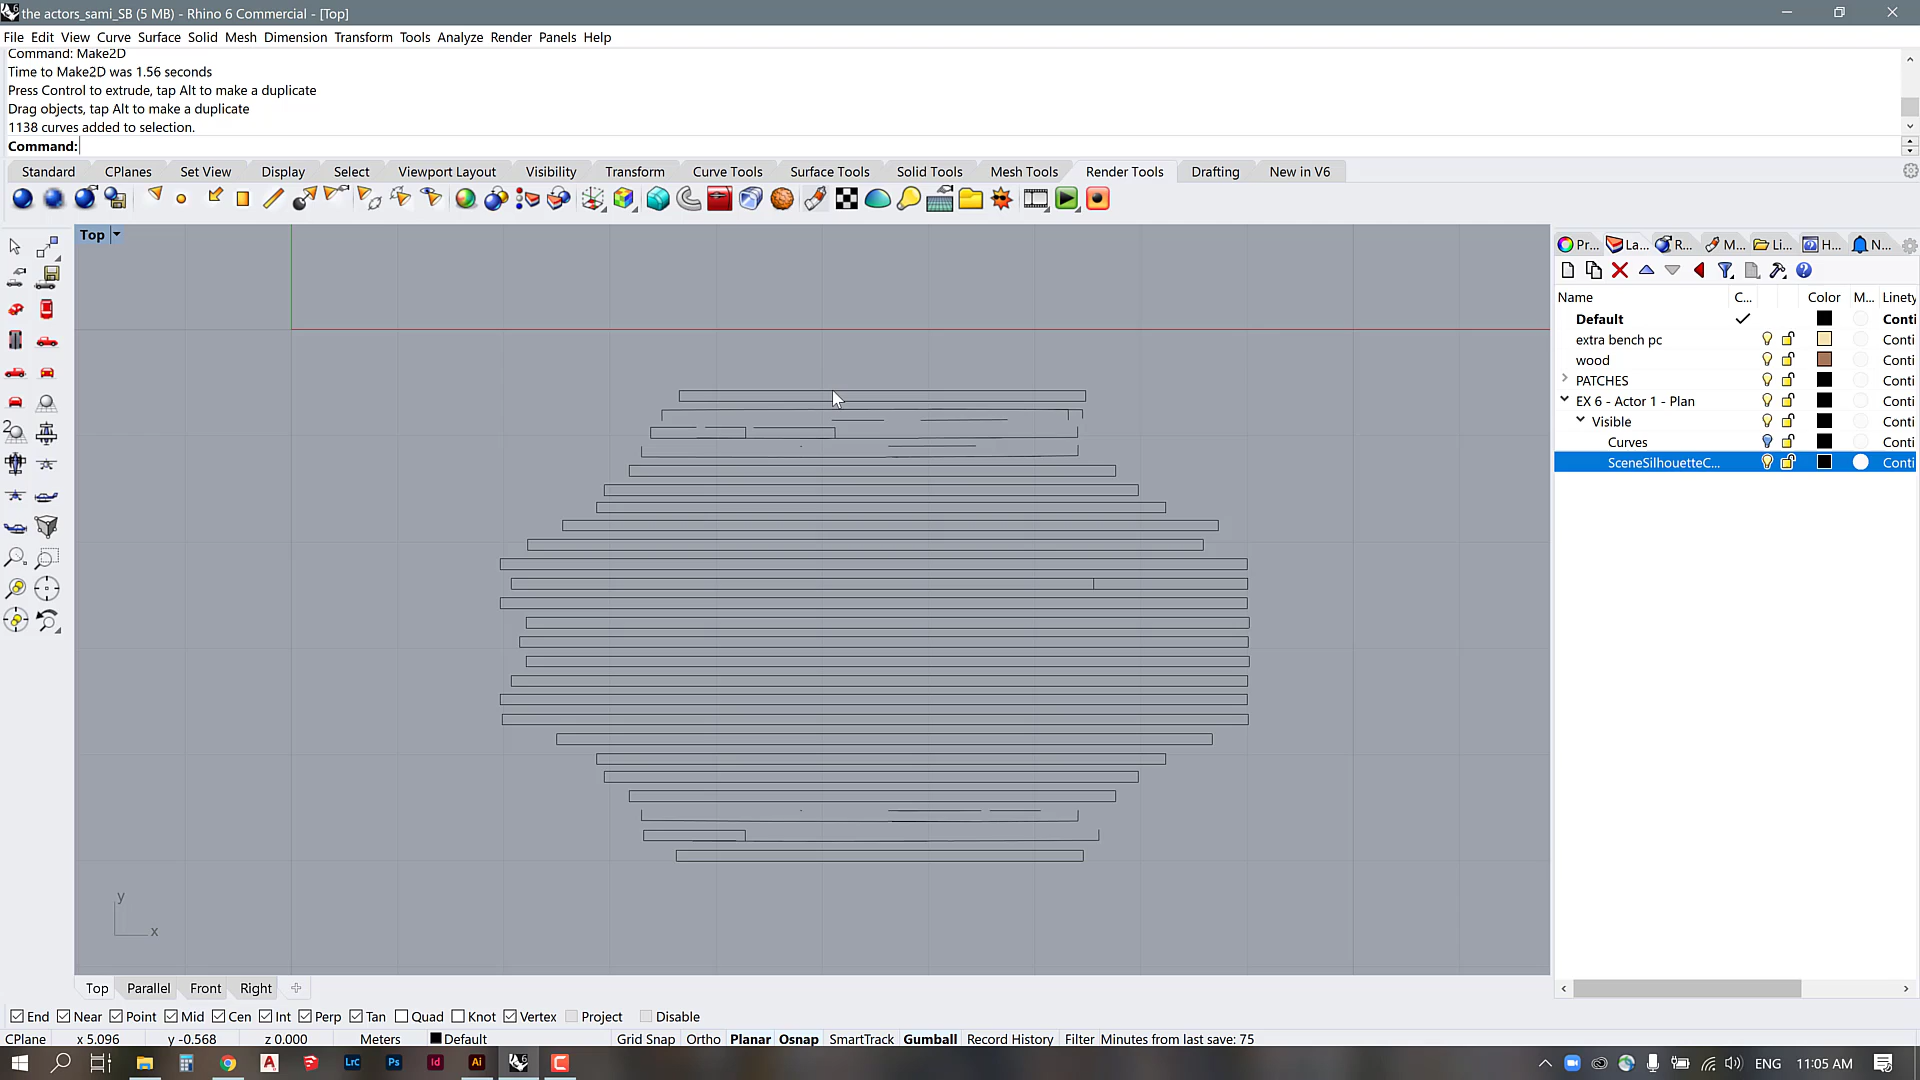 the actors_sami_SB (5 MB) - Rhino 6 Commercial - [Top]
File Edit View Curve Surface Solid Mesh Dimension Transform Tools Analyze Render Panels Help
Command: Make2D
Time to Make2D was 1.56 seconds
Press Control to extrude, tap Alt to make a duplicate
Drag objects, tap Alt to make a duplicate
1138 curves added to selection.
Command:
Standard CPlanes Set View Display Select Viewport Layout Visibility Transform Curve Tools Surface Tools Solid Tools Mesh Tools Render Tools Drafting New in V6
Top
Pr... La... R... M... Li... H... N...
Name C... Color M... Linety
Default Conti
extra bench pc Conti
wood Conti
PATCHES Conti
EX 6 - Actor 1 - Plan Conti
Visible Conti
Curves Conti
SceneSilhouetteC... Conti
y
x
Top Parallel Front Right
End Near Point Mid Cen Int Perp Tan Quad Knot Vertex Project Disable
CPlane x 5.096 y -0.568 z 0.000 Meters Default Grid Snap Ortho Planar Osnap SmartTrack Gumball Record History Filter Minutes from last save: 75
LrC Ps Id Ai ENG 11:05 AM